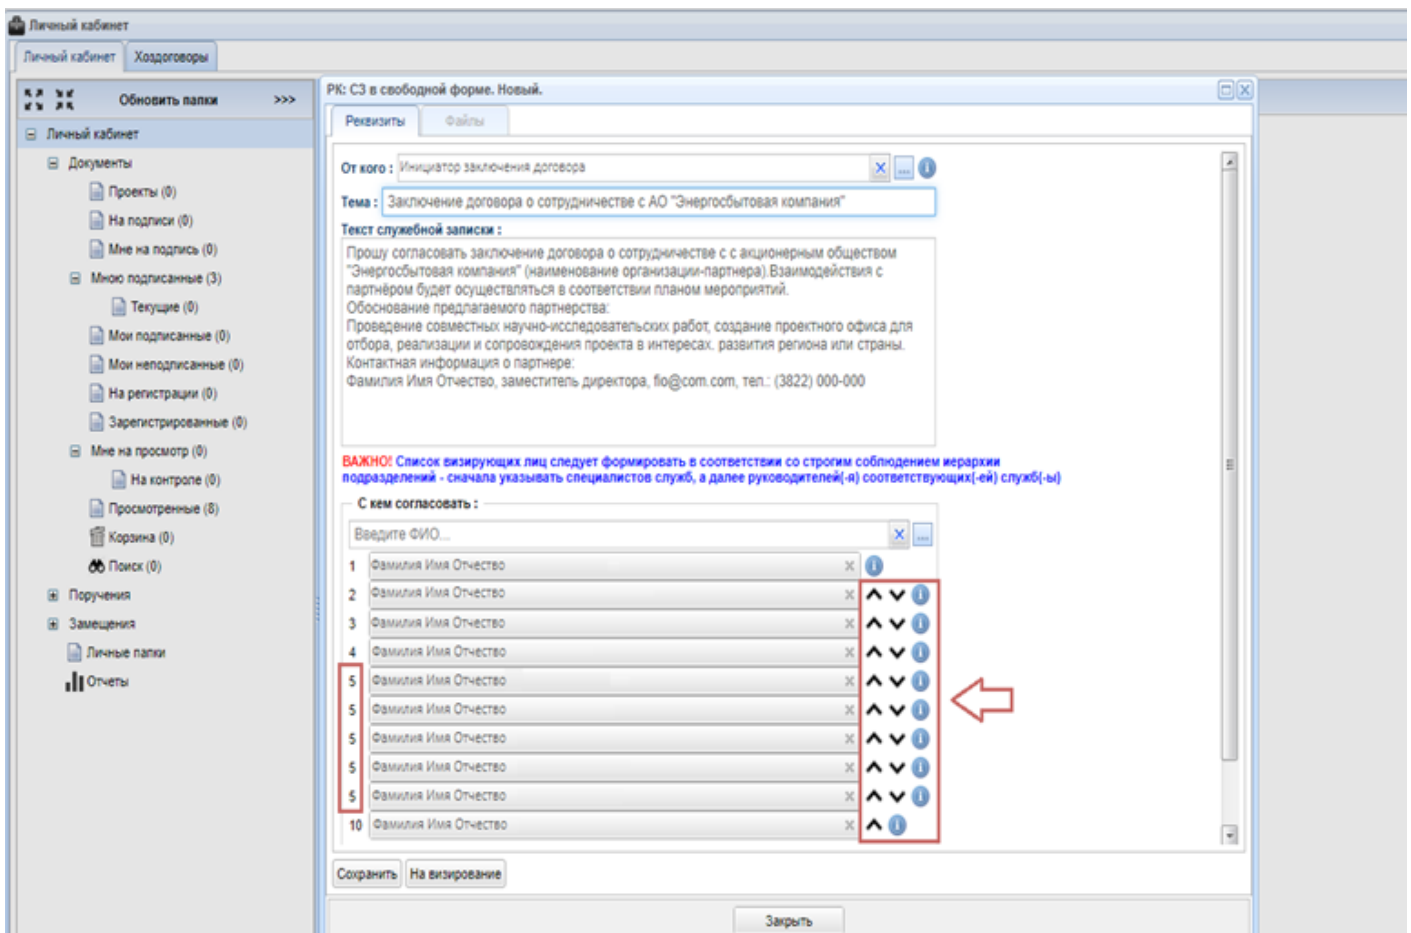 Личный кабинет
Личный кабинет Хоздоговоры
Обновить папки >>>
Личный кабинет
Документы
Проекты (0)
На подписи (0)
Мне на подпись (0)
Мною подписанные (3)
Текущие (0)
Мои подписанные (0)
Мои неподписанные (0)
На регистрации (0)
Зарегистрированные (0)
Мне на просмотр (0)
На контроле (0)
Просмотренные (8)
Корзина (0)
Поиск (0)
Поручения
Замещения
Личные папки
Отчеты
РК: СЗ в свободной форме. Новый.
Реквизиты Файлы
От кого : Инициатор заключения договора X ...
Тема : Заключение договора о сотрудничестве с АО "Энергосбытовая компания"
Текст служебной записки :
Прошу согласовать заключение договора о сотрудничестве с с акционерным обществом
"Энергосбытовая компания" (наименование организации-партнера).Взаимодействия с
партнёром будет осуществляться в соответствии планом мероприятий.
Обоснование предлагаемого партнерства:
Проведение совместных научно-исследовательских работ, создание проектного офиса для
отбора, реализации и сопровождения проекта в интересах. развития региона или страны.
Контактная информация о партнере:
Фамилия Имя Отчество, заместитель директора, fio@com.com, тел.: (3822) 000-000
ВАЖНО! Список визирующих лиц следует формировать в соответствии со строгим соблюдением иерархии
подразделений - сначала указывать специалистов служб, а далее руководителей(-я) соответствующих(-ей) служб(-ы)
С кем согласовать :
Введите ФИО... X ...
1 Фамилия Имя Отчество x
2 Фамилия Имя Отчество x
3 Фамилия Имя Отчество x
4 Фамилия Имя Отчество x
5 Фамилия Имя Отчество x
5 Фамилия Имя Отчество x
5 Фамилия Имя Отчество x
5 Фамилия Имя Отчество x
5 Фамилия Имя Отчество x
10 Фамилия Имя Отчество x
Сохранить На визирование
Закрыть